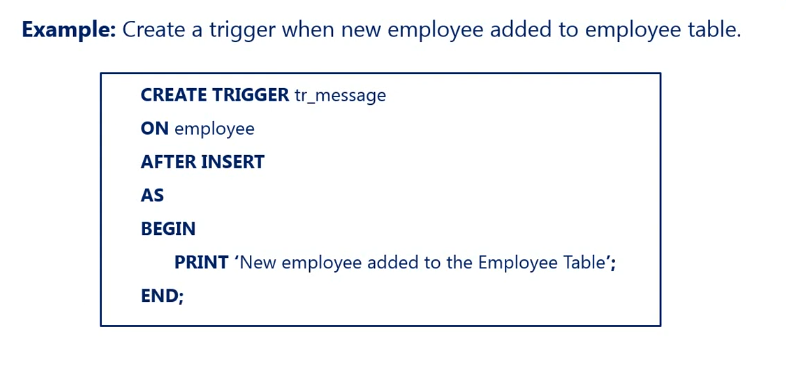 Example: Create a trigger when new employee added to employee table.
CREATE TRIGGER tr_message
ON employee
AFTER INSERT
AS
BEGIN
PRINT ‘New employee added to the Employee Table’;
END;